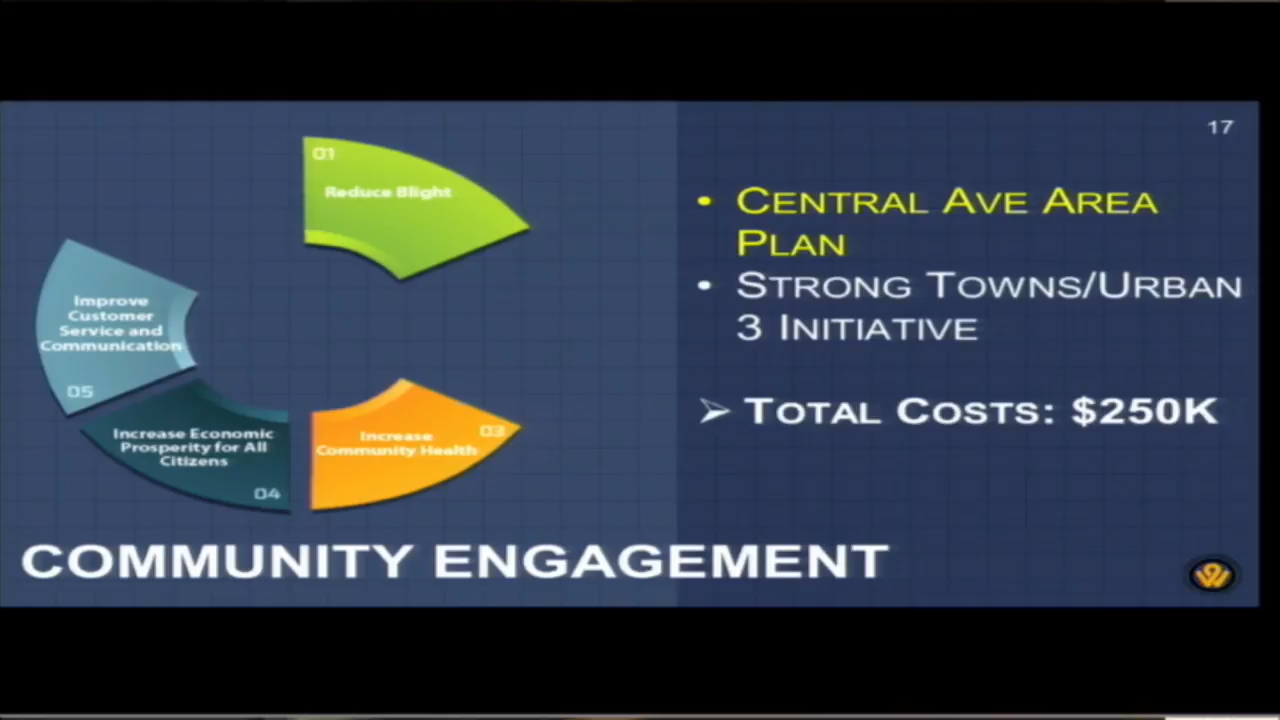 17
01
Reduce Blight
Improve
Customer
Service and
Communication
05
Increase Economic
Prosperity for All
Citizens
04
Increase
Community Health
03
• CENTRAL AVE AREA
PLAN
• STRONG TOWNS/URBAN
3 INITIATIVE
➢ TOTAL COSTS: $250K
COMMUNITY ENGAGEMENT